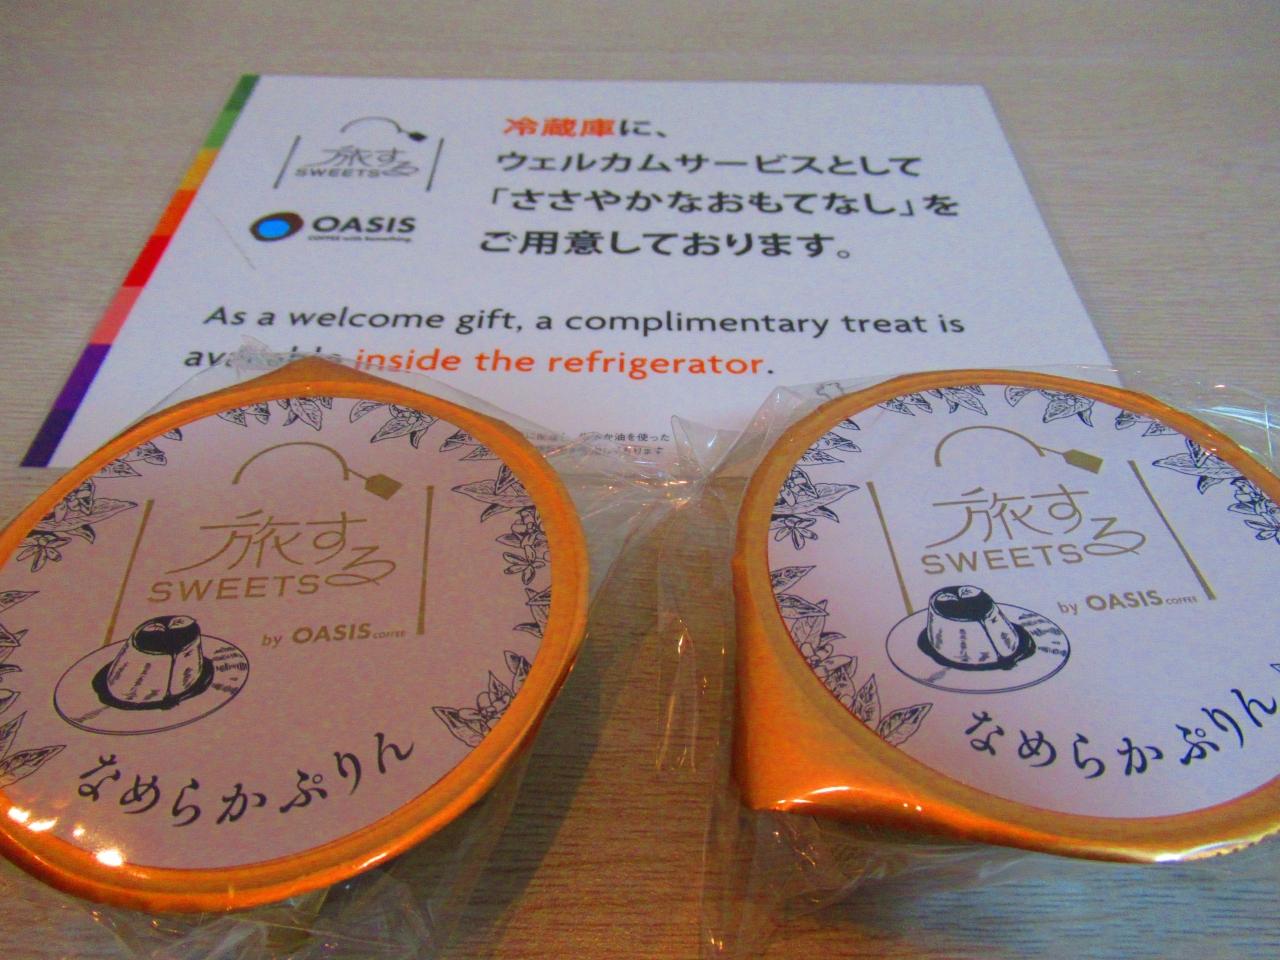 旅する
SWEETS
OASIS
COFFEE with Something
冷蔵庫に、
ウェルカムサービスとして
「ささやかなおもてなし」を
ご用意しております。
As a welcome gift, a complimentary treat is
available inside the refrigerator.
旅する
SWEETS
by OASIS COFFEE
なめらかぷりん
旅する
SWEETS
by OASIS COFFEE
なめらかぷりん